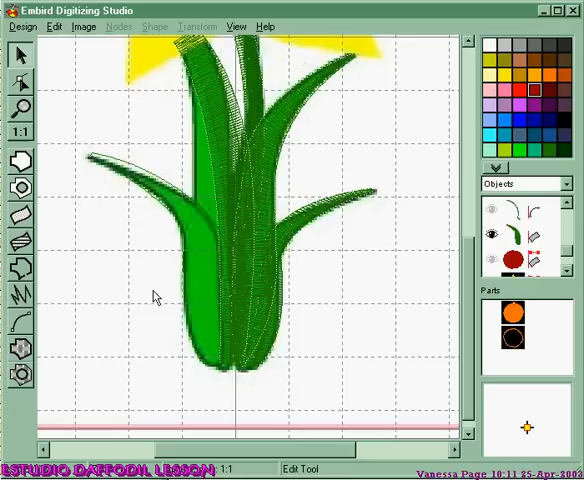 Embird Digitizing Studio
Design Edit Image Nodes Shape Transform View Help
1:1
Objects
Parts
1:1 Edit Tool
ESTUDIO DAFFODIL LESSON
Vanessa Page 10:11 25-Apr-2003